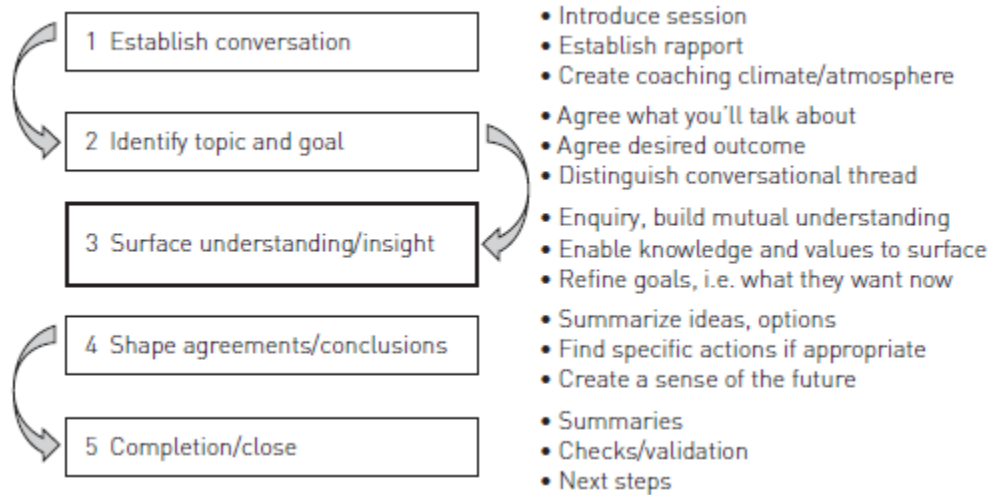 1 Establish conversation
• Introduce session
• Establish rapport
• Create coaching climate/atmosphere
2 Identify topic and goal
• Agree what you'll talk about
• Agree desired outcome
• Distinguish conversational thread
3 Surface understanding/insight
• Enquiry, build mutual understanding
• Enable knowledge and values to surface
• Refine goals, i.e. what they want now
4 Shape agreements/conclusions
• Summarize ideas, options
• Find specific actions if appropriate
• Create a sense of the future
5 Completion/close
• Summaries
• Checks/validation
• Next steps